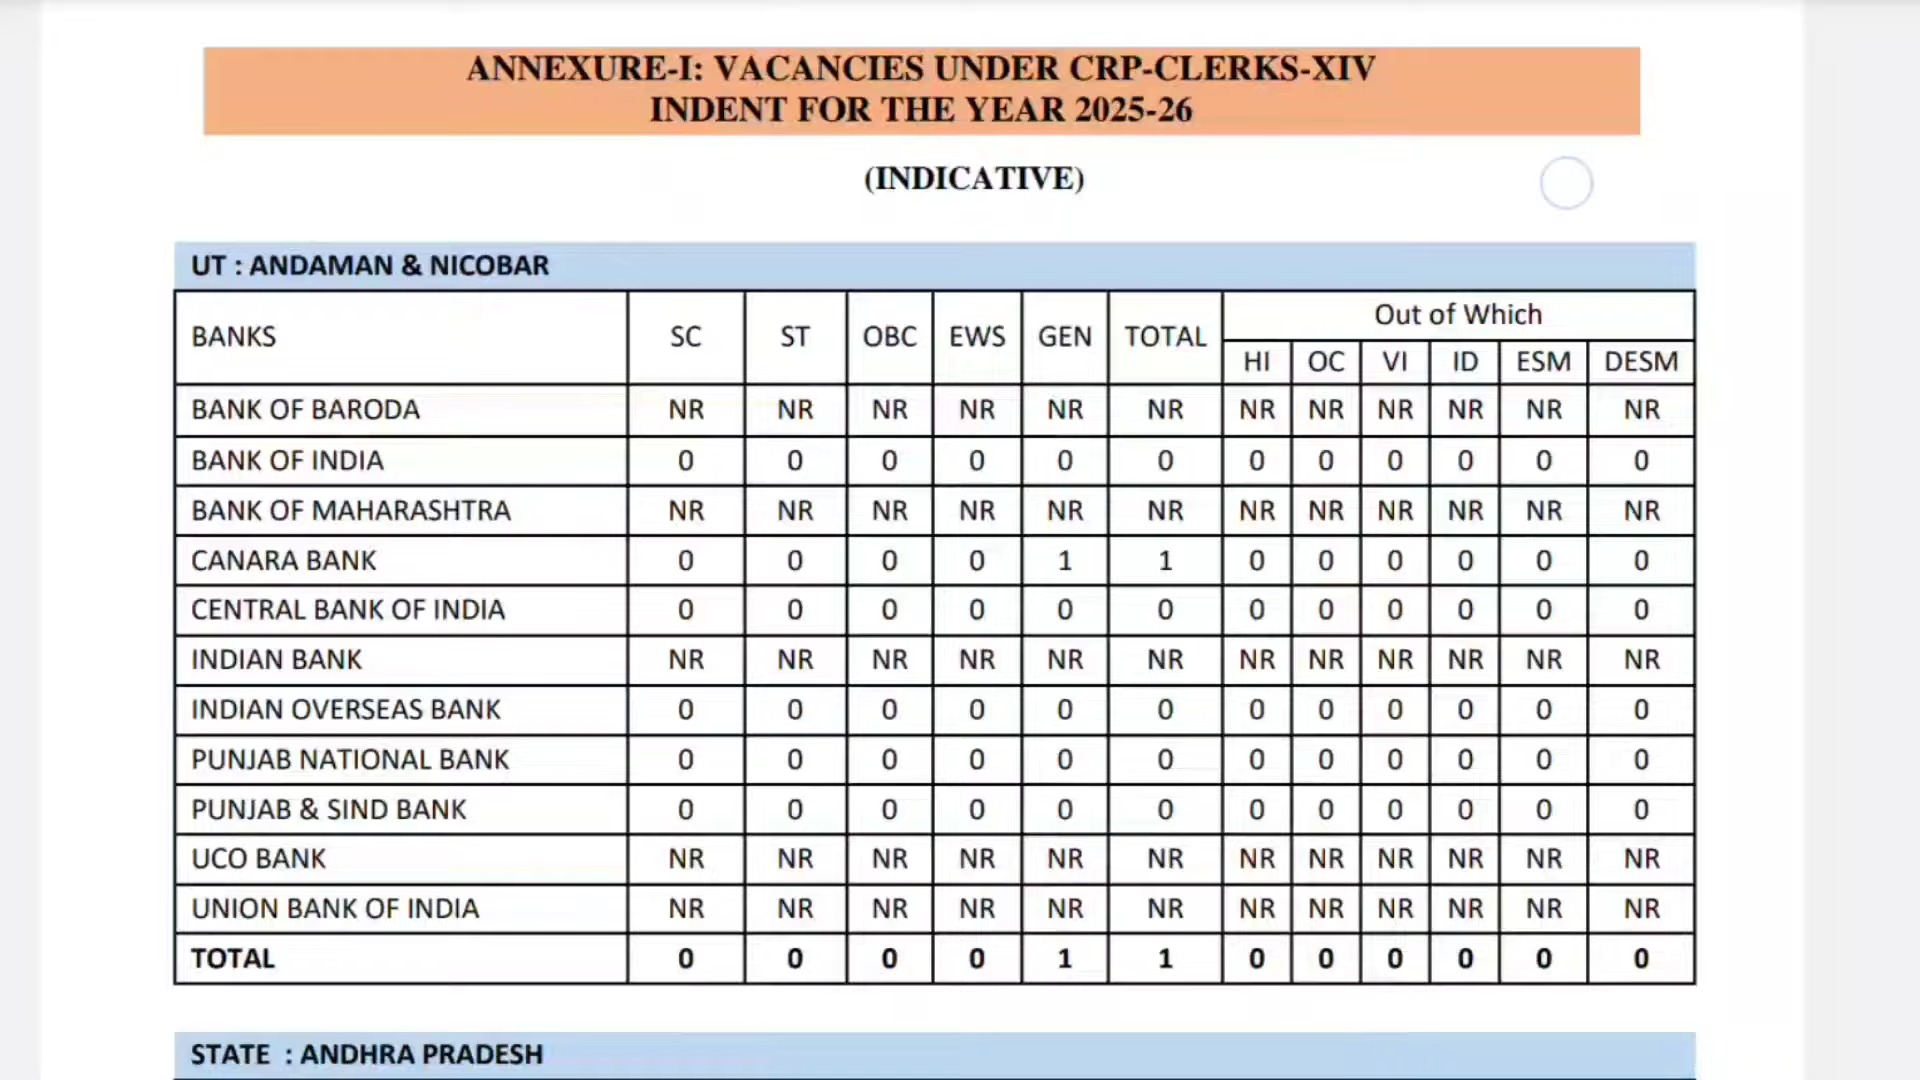 ANNEXURE-I: VACANCIES UNDER CRP-CLERKS-XIV
INDENT FOR THE YEAR 2025-26
(INDICATIVE)
UT : ANDAMAN & NICOBAR
BANKS SC ST OBC EWS GEN TOTAL Out of Which
HI OC VI ID ESM DESM
BANK OF BARODA NR NR NR NR NR NR NR NR NR NR NR NR
BANK OF INDIA 0 0 0 0 0 0 0 0 0 0 0 0
BANK OF MAHARASHTRA NR NR NR NR NR NR NR NR NR NR NR NR
CANARA BANK 0 0 0 0 1 1 0 0 0 0 0 0
CENTRAL BANK OF INDIA 0 0 0 0 0 0 0 0 0 0 0 0
INDIAN BANK NR NR NR NR NR NR NR NR NR NR NR NR
INDIAN OVERSEAS BANK 0 0 0 0 0 0 0 0 0 0 0 0
PUNJAB NATIONAL BANK 0 0 0 0 0 0 0 0 0 0 0 0
PUNJAB & SIND BANK 0 0 0 0 0 0 0 0 0 0 0 0
UCO BANK NR NR NR NR NR NR NR NR NR NR NR NR
UNION BANK OF INDIA NR NR NR NR NR NR NR NR NR NR NR NR
TOTAL 0 0 0 0 1 1 0 0 0 0 0 0
STATE : ANDHRA PRADESH